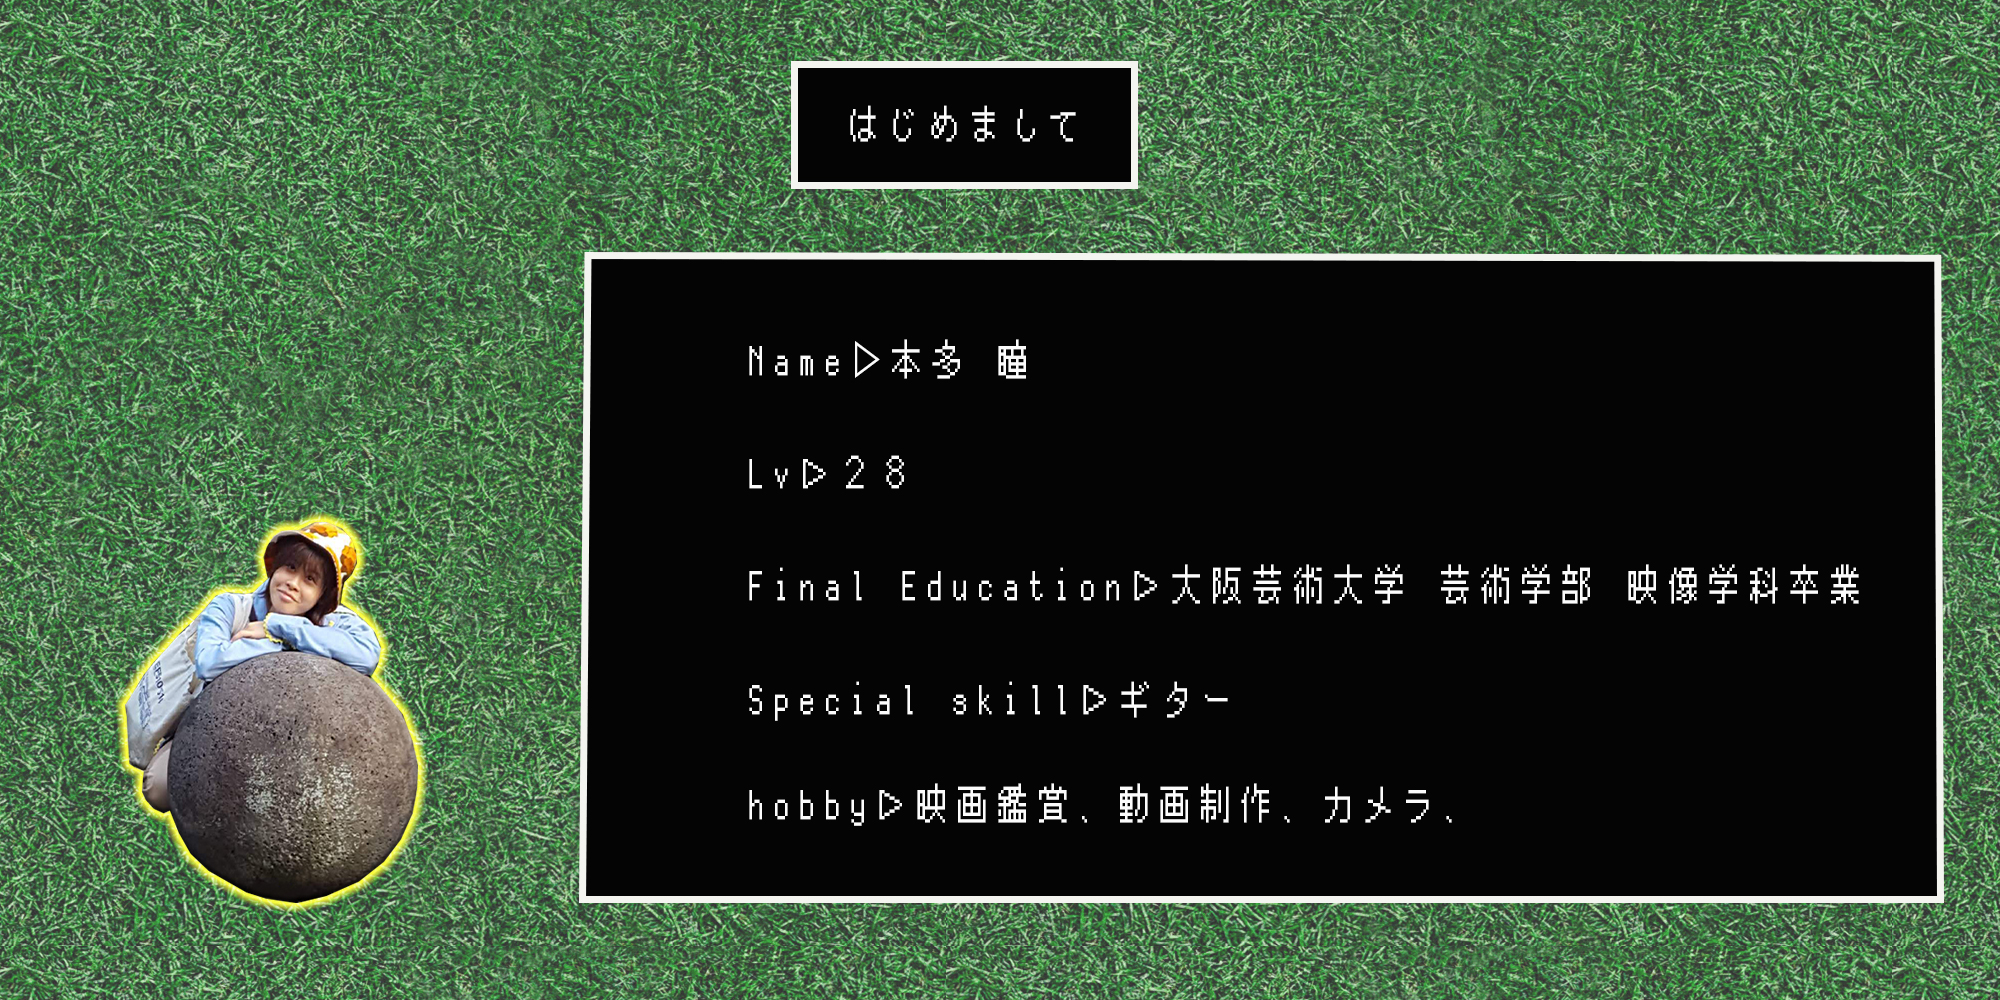 はじめまして
Name▷本多 瞳
Lv▷28
Final Education▷大阪芸術大学 芸術学部 映像学科卒業
Special skill▷ギター
hobby▷映画鑑賞、動画制作、カメラ、